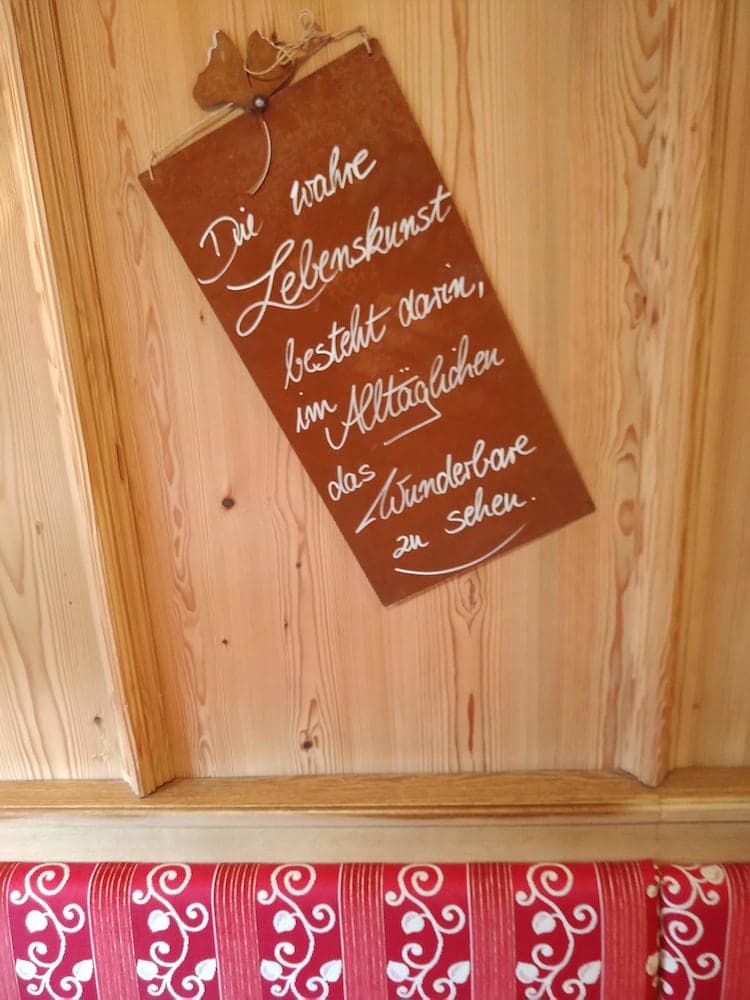 Die wahre
Lebenskunst
besteht darin,
im Alltäglichen
das Wunderbare
zu sehen.